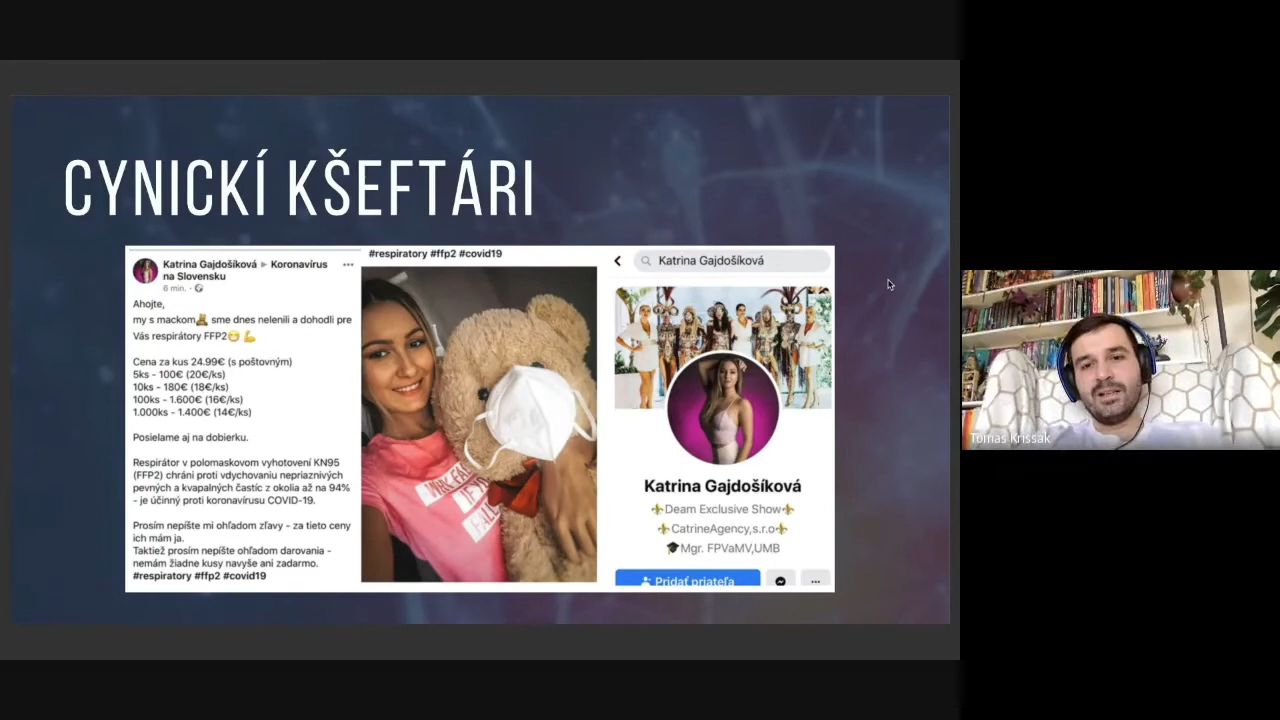 CYNICKÍ KŠEFTÁRI
Katrina Gajdošíková ▸ Koronavírus
na Slovensku
6 min.
Ahojte,
my s mackom🧸 sme dnes nelenili a dohodli pre
Vás respirátory FFP2😷 💪
Cena za kus 24.99€ (s poštovným)
5ks - 100€ (20€/ks)
10ks - 180€ (18€/ks)
100ks - 1.600€ (16€/ks)
1.000ks - 1.400€ (14€/ks)
Posielame aj na dobierku.
Respirátor v polomaskovom vyhotovení KN95
(FFP2) chráni proti vdychovaniu nepriaznivých
pevných a kvapalných častíc z okolia až na 94%
- je účinný proti koronavírusu COVID-19.
Prosím nepíšte mi ohľadom zľavy - za tieto ceny
ich mám ja.
Taktiež prosím nepíšte ohľadom darovania -
nemám žiadne kusy navyše ani zadarmo.
#respiratory #ffp2 #covid19
#respiratory #ffp2 #covid19
Katrina Gajdošíková
Katrina Gajdošíková
⚜Deam Exclusive Show⚜
⚜CatrineAgency,s.r.o⚜
🎓Mgr. FPVaMV,UMB
Pridať priateľa
Tomas Krissak